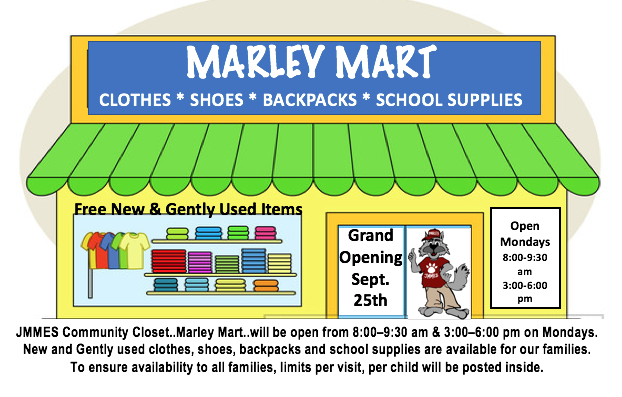 MARLEY MART
CLOTHES * SHOES * BACKPACKS * SCHOOL SUPPLIES
Free New & Gently Used Items
Grand
Opening
Sept.
25th
Open
Mondays
8:00-9:30
am
3:00-6:00
pm
JMMES Community Closet..Marley Mart..will be open from 8:00–9:30 am & 3:00–6:00 pm on Mondays.
New and Gently used clothes, shoes, backpacks and school supplies are available for our families.
To ensure availability to all families, limits per visit, per child will be posted inside.